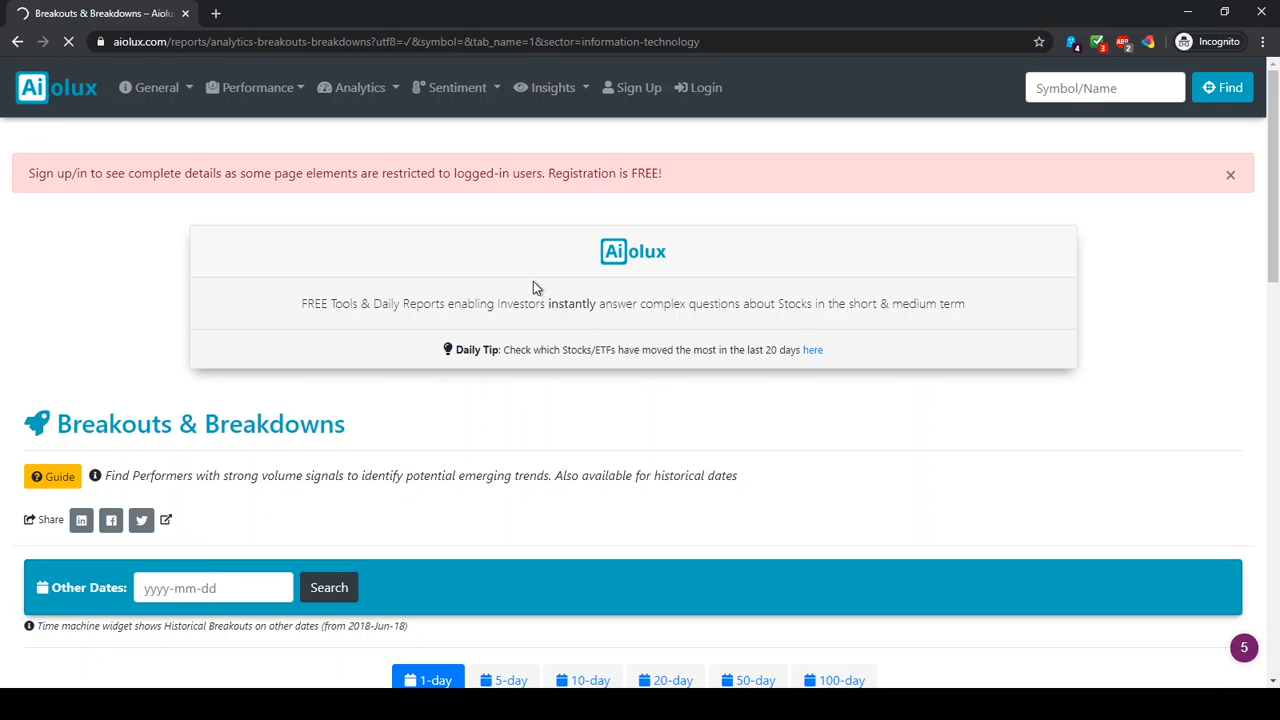 Breakouts & Breakdowns – Aiolu
aiolux.com/reports/analytics-breakouts-breakdowns?utf8=✓&symbol=&tab_name=1&sector=information-technology
4
3
2
Incognito
Aiolux
General
Performance
Analytics
Sentiment
Insights
Sign Up
Login
Symbol/Name
Find
Sign up/in to see complete details as some page elements are restricted to logged-in users. Registration is FREE!
×
Aiolux
FREE Tools & Daily Reports enabling Investors instantly answer complex questions about Stocks in the short & medium term
Daily Tip: Check which Stocks/ETFs have moved the most in the last 20 days here
Breakouts & Breakdowns
Guide
Find Performers with strong volume signals to identify potential emerging trends. Also available for historical dates
Share
Other Dates:
yyyy-mm-dd
Search
Time machine widget shows Historical Breakouts on other dates (from 2018-Jun-18)
5
1-day
5-day
10-day
20-day
50-day
100-day